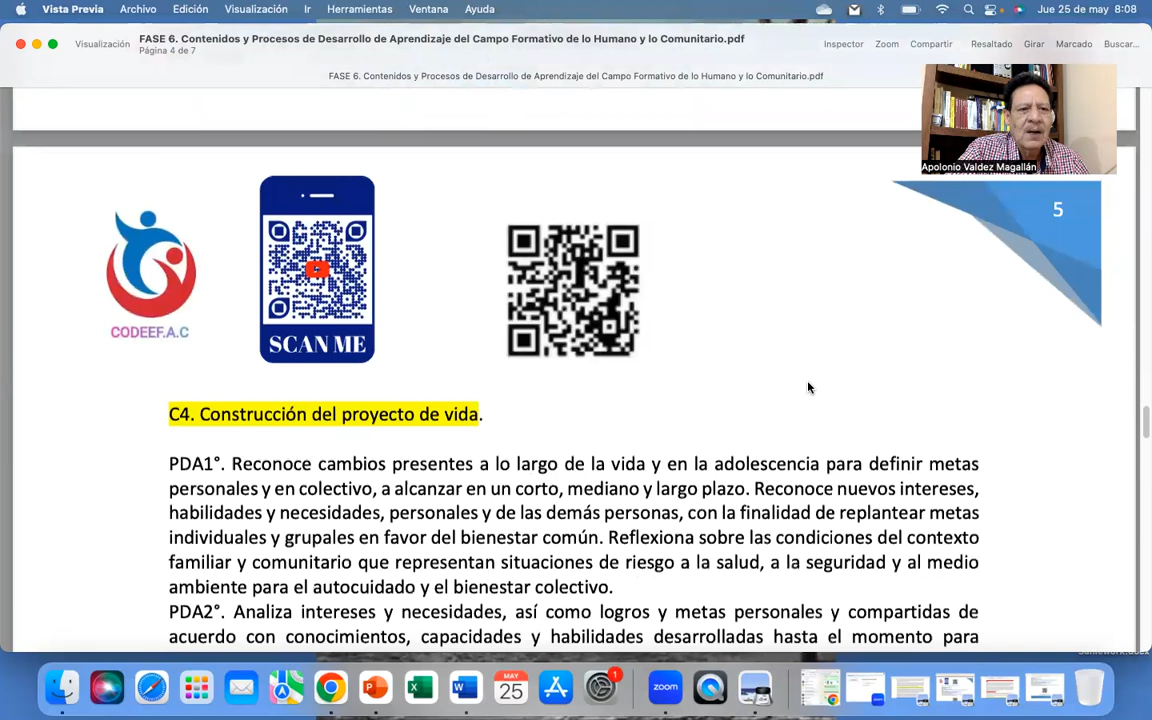 Vista Previa Archivo Edición Visualización Ir Herramientas Ventana Ayuda Jue 25 de may 8:08
Visualización
FASE 6. Contenidos y Procesos de Desarrollo de Aprendizaje del Campo Formativo de lo Humano y lo Comunitario.pdf
Página 4 de 7
Inspector Zoom Compartir Resaltado Girar Marcado Buscar...
FASE 6. Contenidos y Procesos de Desarrollo de Aprendizaje del Campo Formativo de lo Humano y lo Comunitario.pdf
Apolonio Valdez Magallán
5
CODEEF.A.C
SCAN ME
C4. Construcción del proyecto de vida.
PDA1°. Reconoce cambios presentes a lo largo de la vida y en la adolescencia para definir metas
personales y en colectivo, a alcanzar en un corto, mediano y largo plazo. Reconoce nuevos intereses,
habilidades y necesidades, personales y de las demás personas, con la finalidad de replantear metas
individuales y grupales en favor del bienestar común. Reflexiona sobre las condiciones del contexto
familiar y comunitario que representan situaciones de riesgo a la salud, a la seguridad y al medio
ambiente para el autocuidado y el bienestar colectivo.
PDA2°. Analiza intereses y necesidades, así como logros y metas personales y compartidas de
acuerdo con conocimientos, capacidades y habilidades desarrolladas hasta el momento para
MAY
25
1
zoom